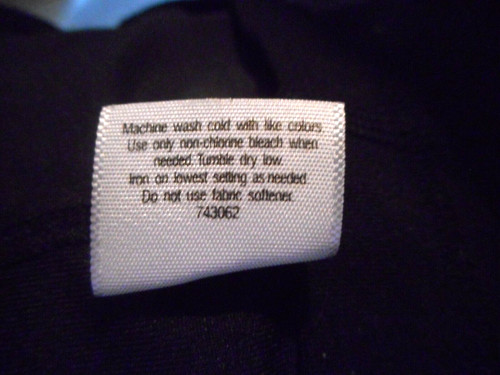 Machine wash cold with like colors.
Use only non-chlorine bleach when
needed. Tumble dry low.
Iron on lowest setting as needed.
Do not use fabric softener.
743062